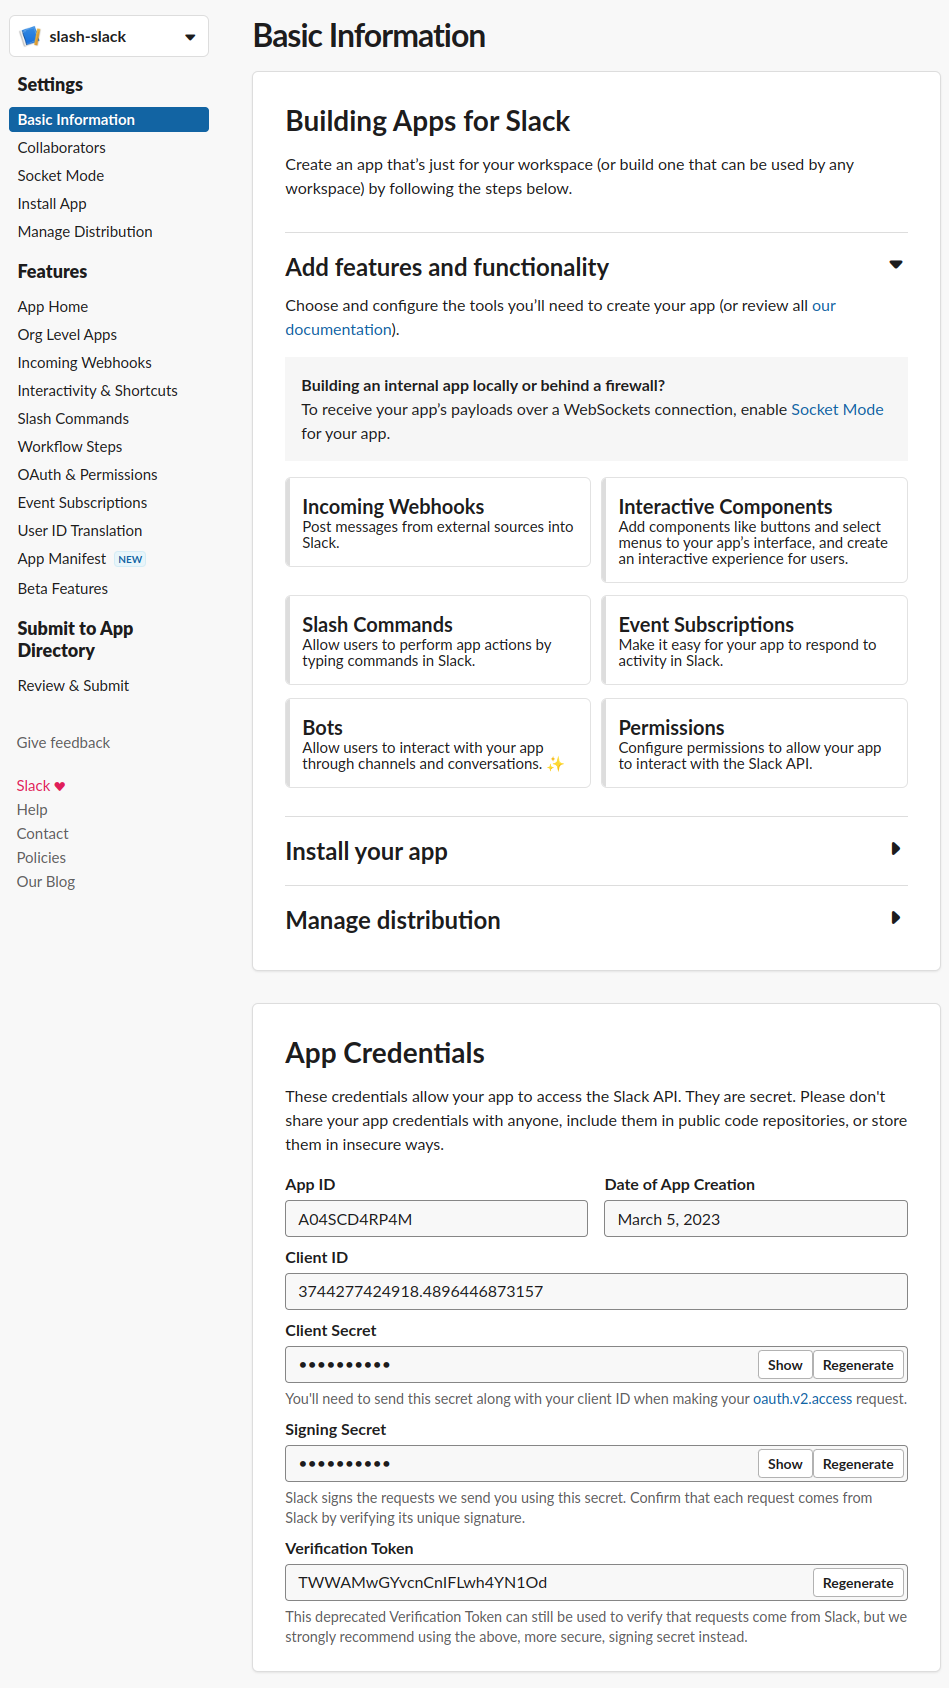 slash-slack
Settings
Basic Information
Collaborators
Socket Mode
Install App
Manage Distribution
Features
App Home
Org Level Apps
Incoming Webhooks
Interactivity & Shortcuts
Slash Commands
Workflow Steps
OAuth & Permissions
Event Subscriptions
User ID Translation
App Manifest NEW
Beta Features
Submit to App
Directory
Review & Submit
Give feedback
Slack ♥
Help
Contact
Policies
Our Blog
Basic Information
Building Apps for Slack
Create an app that’s just for your workspace (or build one that can be used by any
workspace) by following the steps below.
Add features and functionality
Choose and configure the tools you’ll need to create your app (or review all our
documentation).
Building an internal app locally or behind a firewall?
To receive your app’s payloads over a WebSockets connection, enable Socket Mode
for your app.
Incoming Webhooks
Post messages from external sources into
Slack.
Interactive Components
Add components like buttons and select
menus to your app’s interface, and create
an interactive experience for users.
Slash Commands
Allow users to perform app actions by
typing commands in Slack.
Event Subscriptions
Make it easy for your app to respond to
activity in Slack.
Bots
Allow users to interact with your app
through channels and conversations. ✨
Permissions
Configure permissions to allow your app
to interact with the Slack API.
Install your app
Manage distribution
App Credentials
These credentials allow your app to access the Slack API. They are secret. Please don't
share your app credentials with anyone, include them in public code repositories, or store
them in insecure ways.
App ID
A04SCD4RP4M
Date of App Creation
March 5, 2023
Client ID
3744277424918.4896446873157
Client Secret
•••••••••• Show Regenerate
You'll need to send this secret along with your client ID when making your oauth.v2.access request.
Signing Secret
•••••••••• Show Regenerate
Slack signs the requests we send you using this secret. Confirm that each request comes from
Slack by verifying its unique signature.
Verification Token
TWWAMwGYvcnCnIFLwh4YN1Od Regenerate
This deprecated Verification Token can still be used to verify that requests come from Slack, but we
strongly recommend using the above, more secure, signing secret instead.